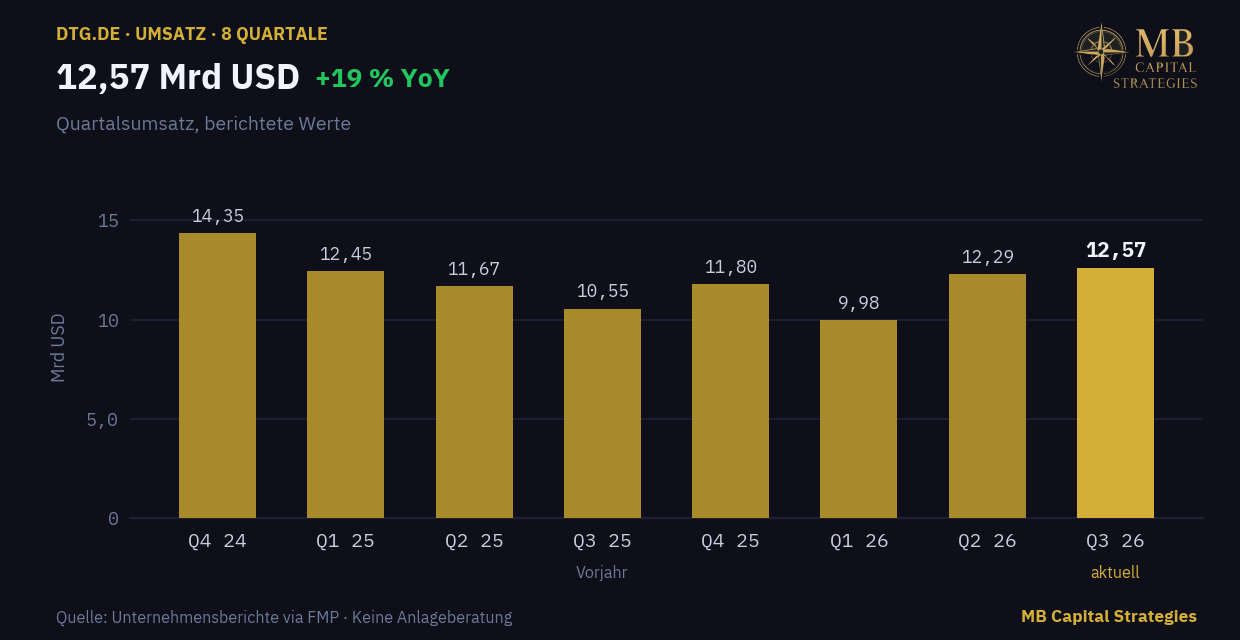 DTG.DE · UMSATZ · 8 QUARTALE
12,57 Mrd USD +19 % YoY
Quartalsumsatz, berichtete Werte
MB
CAPITAL
STRATEGIES
Mrd USD
15
10
5,0
0
14,35
12,45
11,67
10,55
11,80
9,98
12,29
12,57
Q4 24
Q1 25
Q2 25
Q3 25
Q4 25
Q1 26
Q2 26
Q3 26
Vorjahr
aktuell
Quelle: Unternehmensberichte via FMP · Keine Anlageberatung
MB Capital Strategies